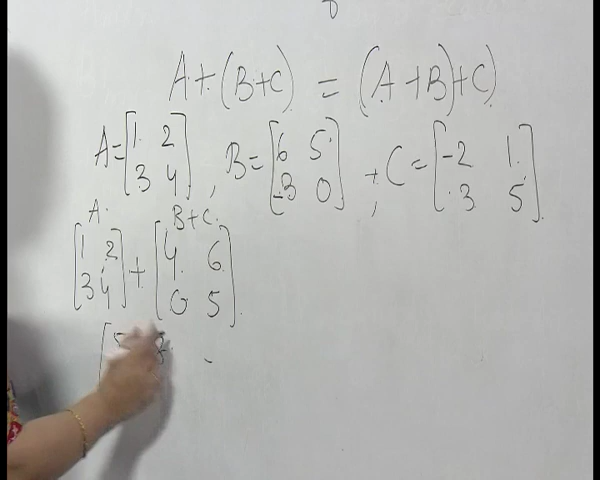 A+(B+C) = (A+B)+C)
A=[1 2 3 4], B=[6 5 -3 0], C=[-2 1 3 5]
A. B+C.
[1 2 3 4]+[4 6 0 5]
[5